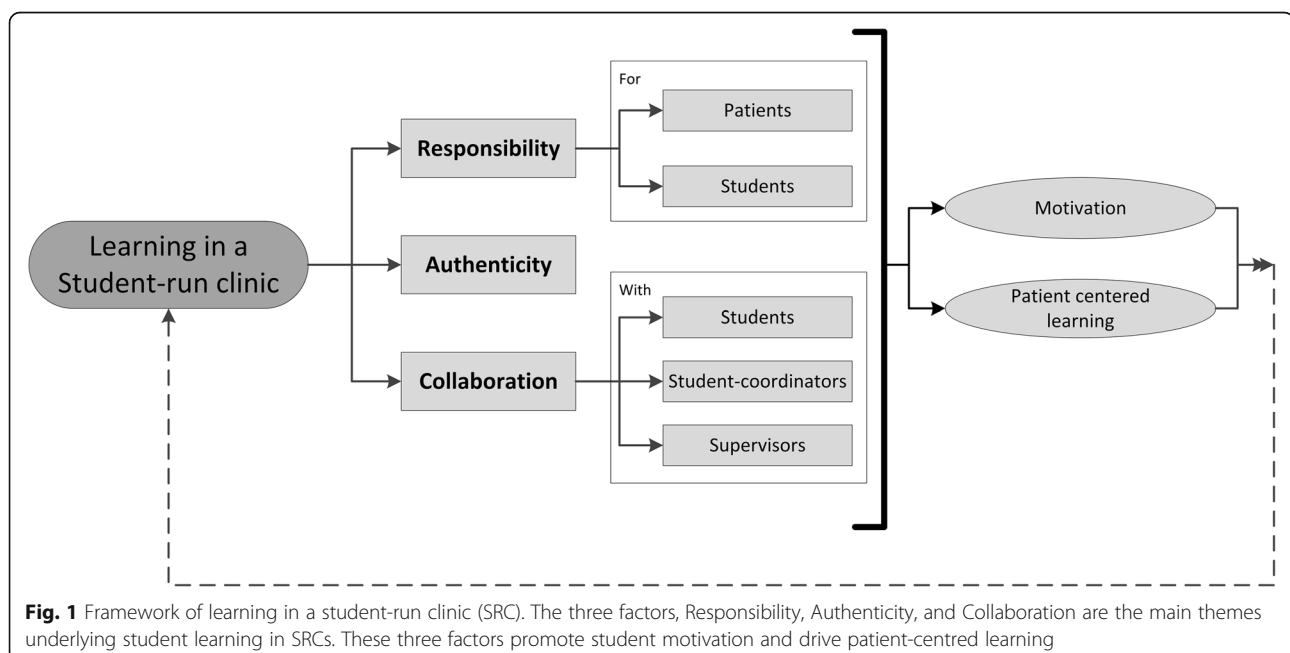 Learning in a
Student-run clinic
Responsibility
Authenticity
Collaboration
For
Patients
Students
With
Students
Student-coordinators
Supervisors
Motivation
Patient centered
learning
Fig. 1 Framework of learning in a student-run clinic (SRC). The three factors, Responsibility, Authenticity, and Collaboration are the main themes
underlying student learning in SRCs. These three factors promote student motivation and drive patient-centred learning